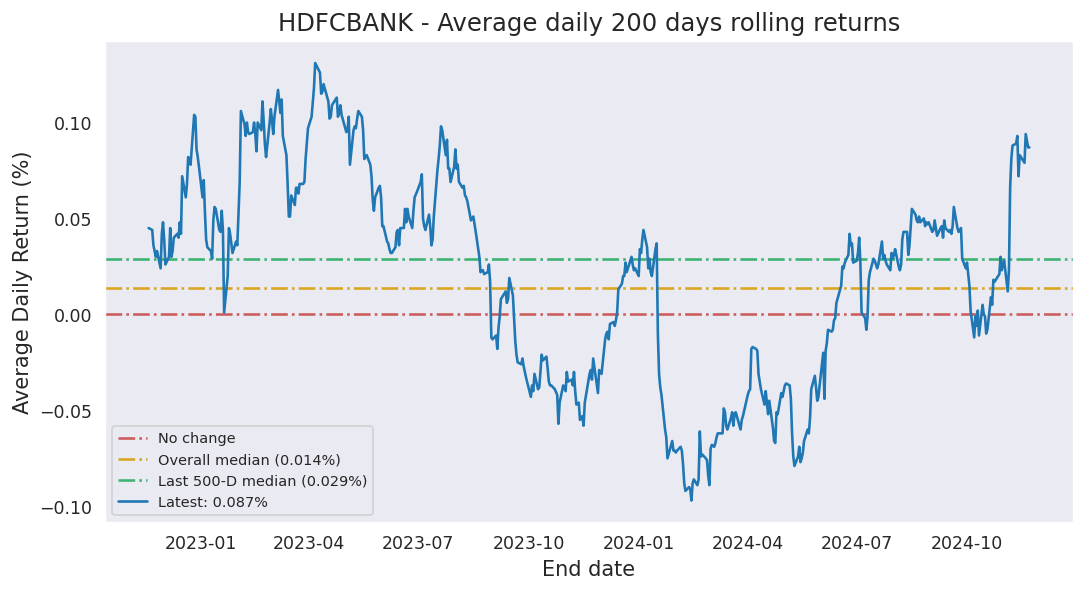 HDFCBANK - Average daily 200 days rolling returns
Average Daily Return (%)
0.10
0.05
0.00
−0.05
−0.10
No change
Overall median (0.014%)
Last 500-D median (0.029%)
Latest: 0.087%
2023-01 2023-04 2023-07 2023-10 2024-01 2024-04 2024-07 2024-10
End date